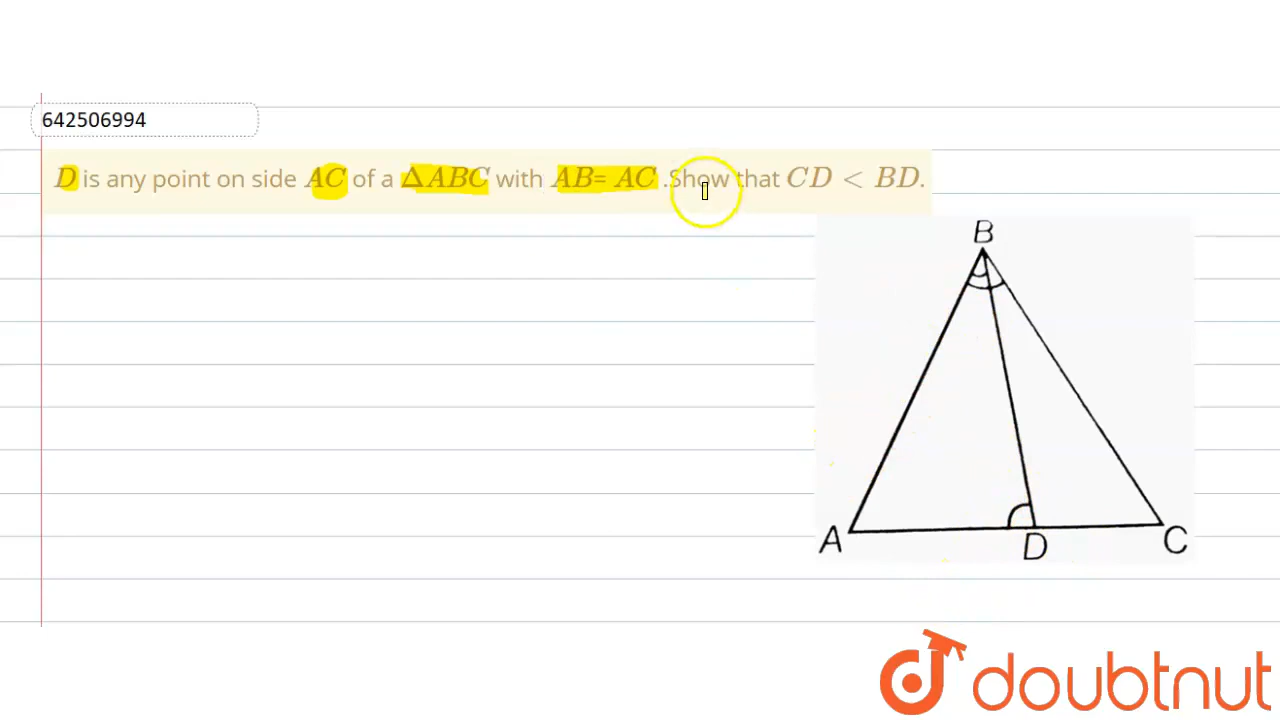 642506994
D is any point on side AC of a ΔABC with AB= AC .Show that CD < BD.
B
A
D
C
doubtnut